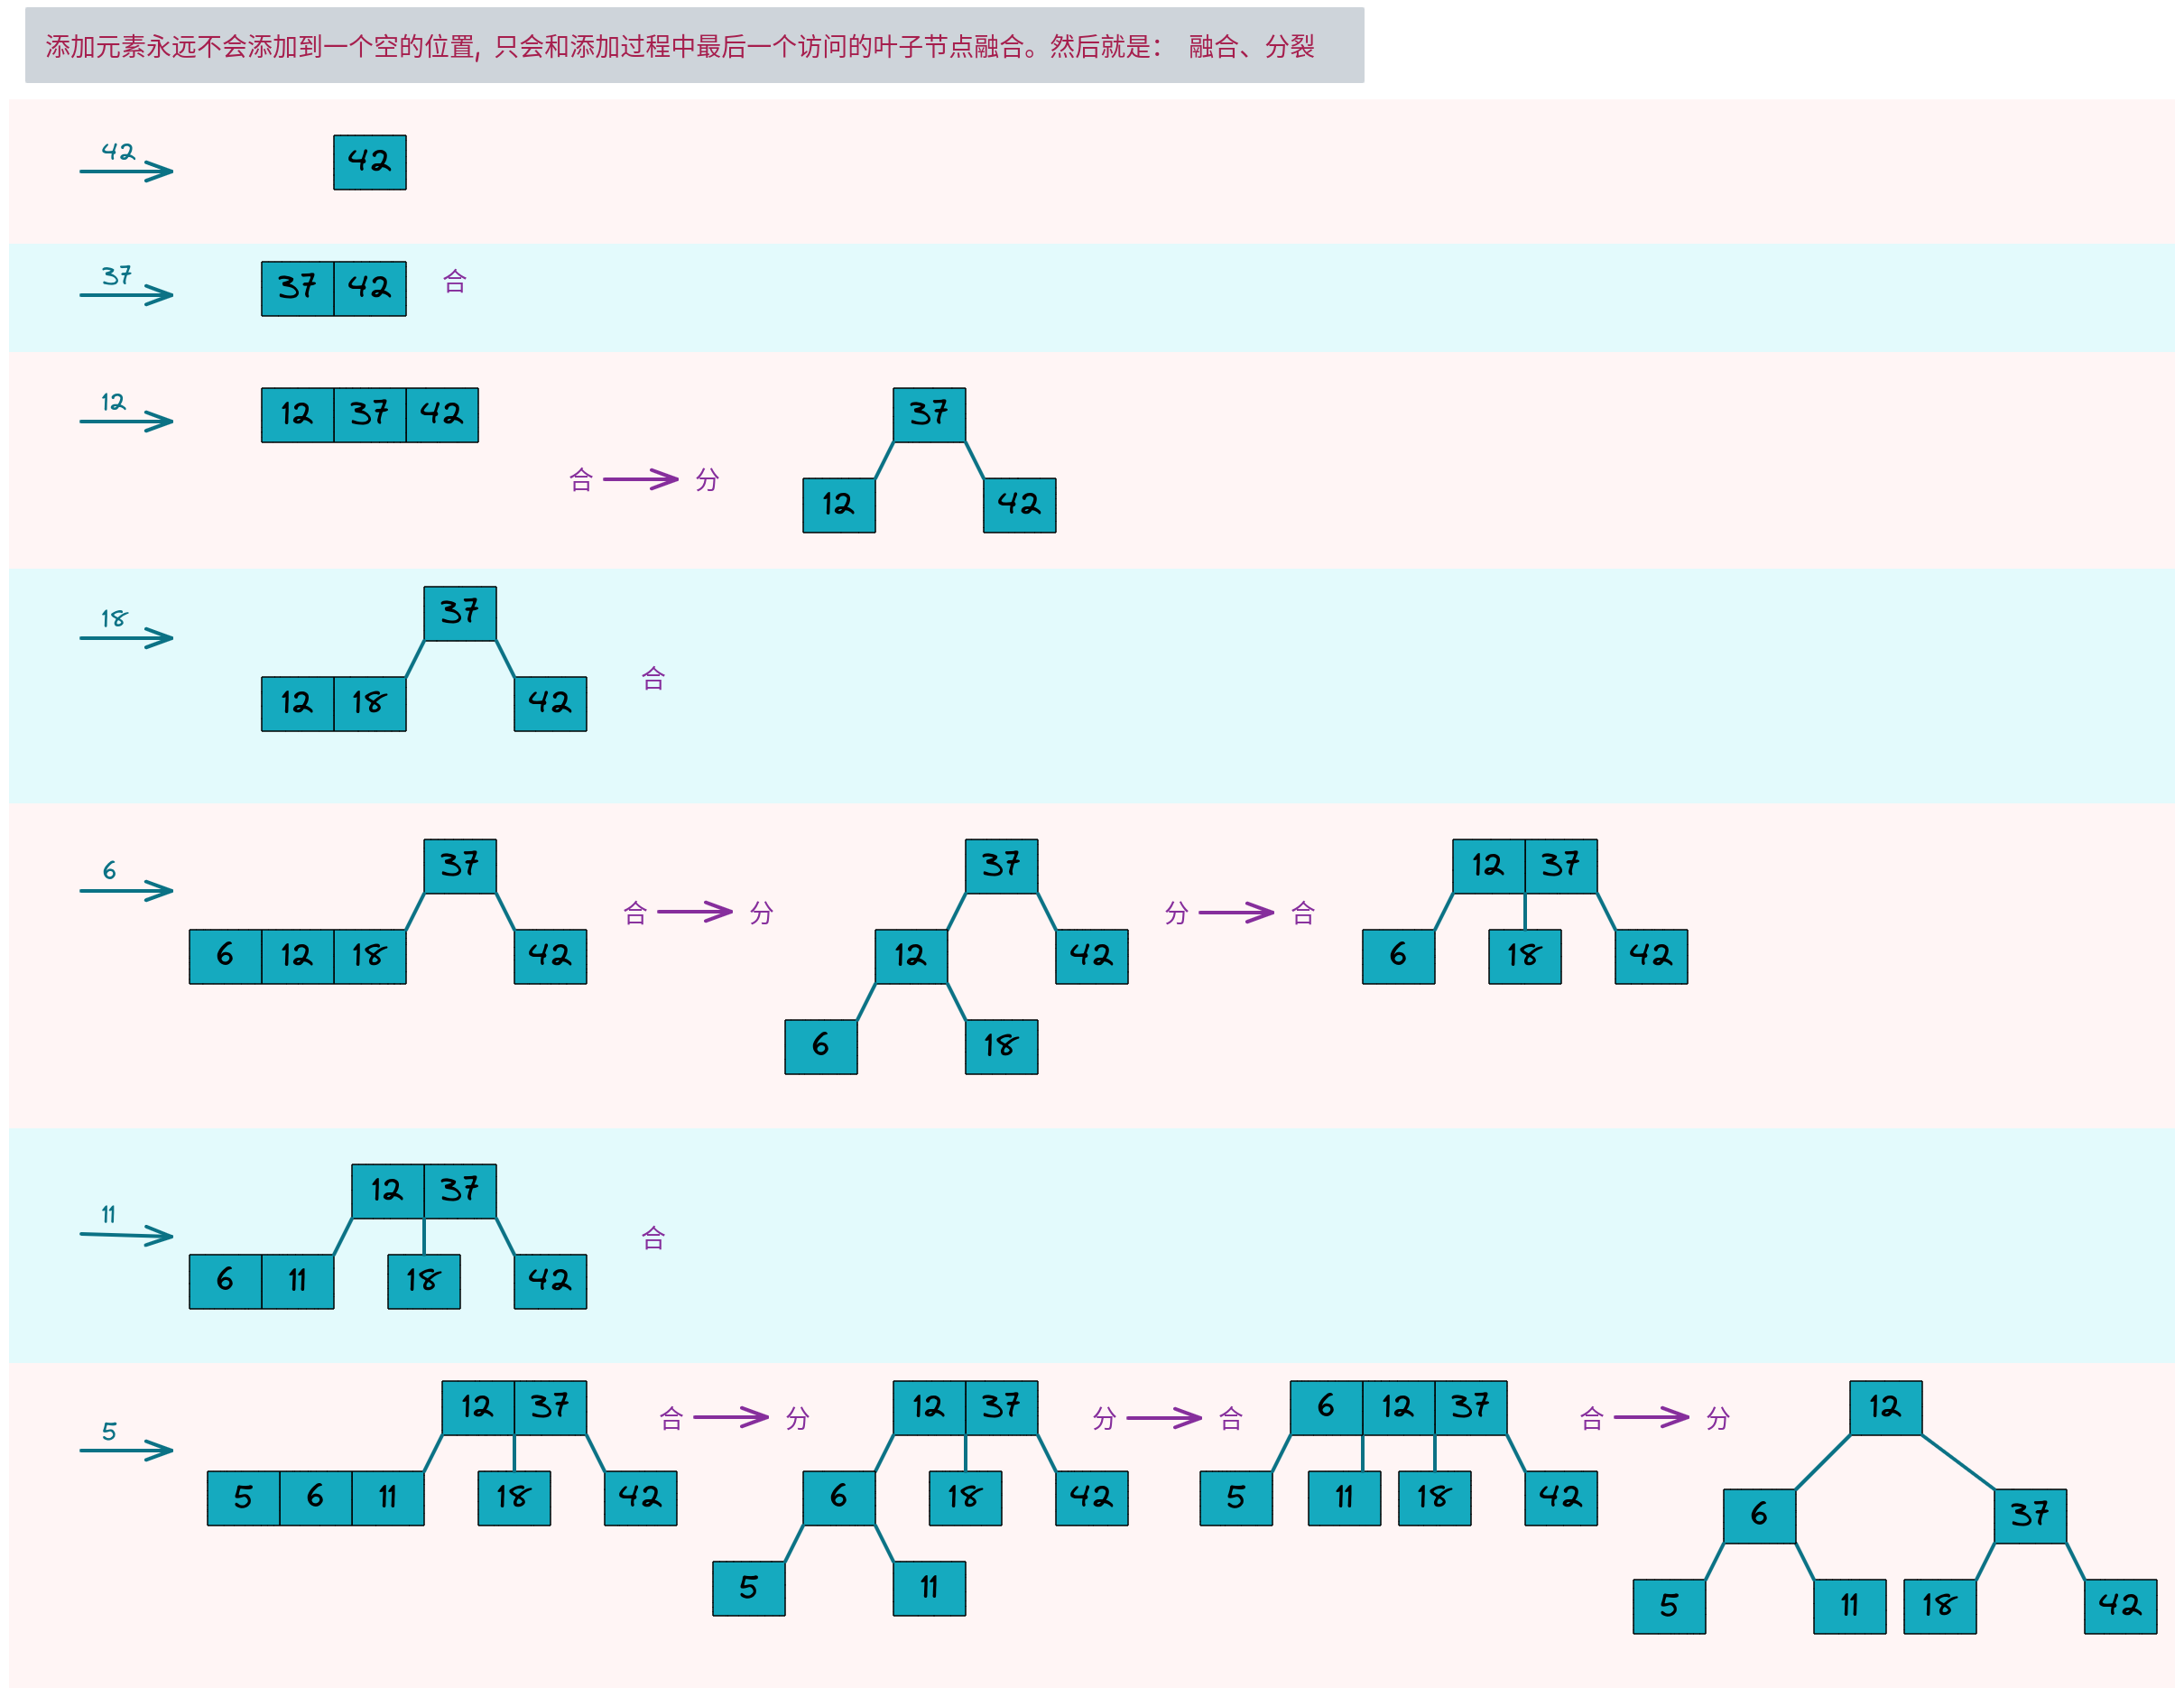 添加元素永远不会添加到一个空的位置, 只会和添加过程中最后一个访问的叶子节点融合。然后就是： 融合、分裂
42
42
37
37 42
合
12
12 37 42
合 分
37
12 42
18
37
12 18 42
合
6
37
6 12 18 42
合 分
37
12 42
6 18
分 合
12 37
6 18 42
11
12 37
6 11 18 42
合
5
12 37
5 6 11 18 42
合 分
12 37
6 18 42
5 11
分 合
6 12 37
5 11 18 42
合 分
12
6 37
5 11 18 42